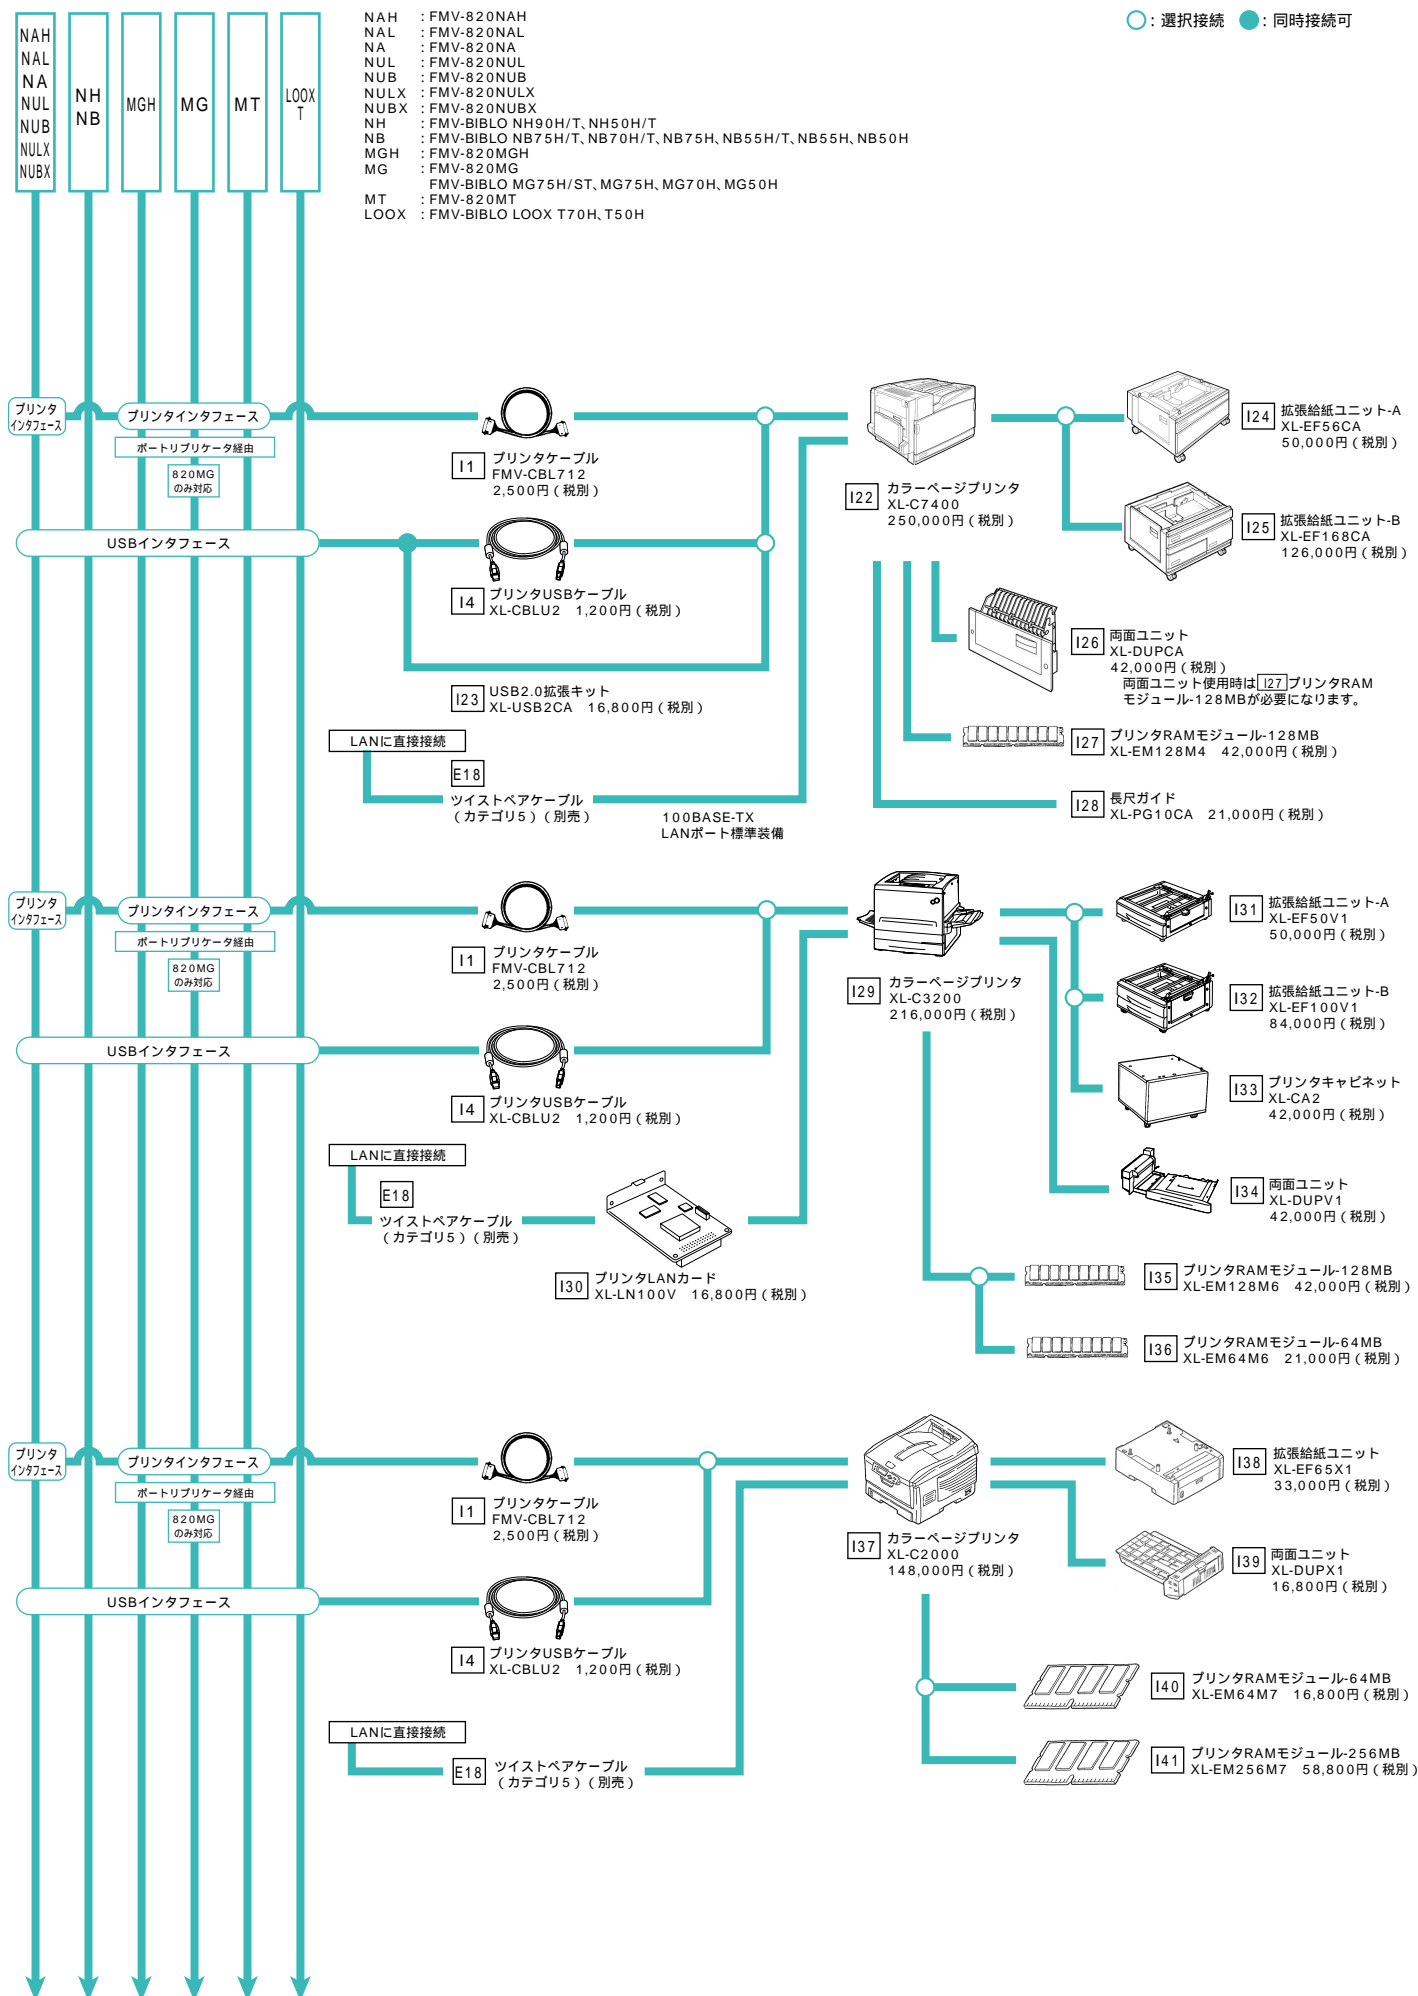 NAH
NAL
NA
NUL
NUB
NULX
NUBX
NH
NB
MGH
MG
MT
LOOX
T
NAH : FMV-820NAH
NAL : FMV-820NAL
NA : FMV-820NA
NUL : FMV-820NUL
NUB : FMV-820NUB
NULX : FMV-820NULX
NUBX : FMV-820NUBX
NH : FMV-BIBLO NH90H/T、NH50H/T
NB : FMV-BIBLO NB75H/T、NB70H/T、NB75H、NB55H/T、NB55H、NB50H
MGH : FMV-820MGH
MG : FMV-820MG
FMV-BIBLO MG75H/ST、MG75H、MG70H、MG50H
MT : FMV-820MT
LOOX : FMV-BIBLO LOOX T70H、T50H
○: 選択接続 ●: 同時接続可
プリンタ
インタフェース
プリンタインタフェース
ポートリプリケータ経由
820MG
のみ対応
I1 プリンタケーブル
FMV-CBL712
2,500円(税別)
USBインタフェース
I4 プリンタUSBケーブル
XL-CBLU2 1,200円(税別)
I23 USB2.0拡張キット
XL-USB2CA 16,800円(税別)
LANに直接接続
E18
ツイストペアケーブル
(カテゴリ5)(別売)
100BASE-TX
LANポート標準装備
I22 カラーページプリンタ
XL-C7400
250,000円(税別)
I24 拡張給紙ユニット-A
XL-EF56CA
50,000円(税別)
I25 拡張給紙ユニット-B
XL-EF168CA
126,000円(税別)
I26 両面ユニット
XL-DUPCA
42,000円(税別)
両面ユニット使用時はI27プリンタRAM
モジュール-128MBが必要になります。
I27 プリンタRAMモジュール-128MB
XL-EM128M4 42,000円(税別)
I28 長尺ガイド
XL-PG10CA 21,000円(税別)
プリンタ
インタフェース
プリンタインタフェース
ポートリプリケータ経由
820MG
のみ対応
I1 プリンタケーブル
FMV-CBL712
2,500円(税別)
USBインタフェース
I4 プリンタUSBケーブル
XL-CBLU2 1,200円(税別)
LANに直接接続
E18
ツイストペアケーブル
(カテゴリ5)(別売)
I30 プリンタLANカード
XL-LN100V 16,800円(税別)
I29 カラーページプリンタ
XL-C3200
216,000円(税別)
I31 拡張給紙ユニット-A
XL-EF50V1
50,000円(税別)
I32 拡張給紙ユニット-B
XL-EF100V1
84,000円(税別)
I33 プリンタキャビネット
XL-CA2
42,000円(税別)
I34 両面ユニット
XL-DUPV1
42,000円(税別)
I35 プリンタRAMモジュール-128MB
XL-EM128M6 42,000円(税別)
I36 プリンタRAMモジュール-64MB
XL-EM64M6 21,000円(税別)
プリンタ
インタフェース
プリンタインタフェース
ポートリプリケータ経由
820MG
のみ対応
I1 プリンタケーブル
FMV-CBL712
2,500円(税別)
USBインタフェース
I4 プリンタUSBケーブル
XL-CBLU2 1,200円(税別)
LANに直接接続
E18 ツイストペアケーブル
(カテゴリ5)(別売)
I37 カラーページプリンタ
XL-C2000
148,000円(税別)
I38 拡張給紙ユニット
XL-EF65X1
33,000円(税別)
I39 両面ユニット
XL-DUPX1
16,800円(税別)
I40 プリンタRAMモジュール-64MB
XL-EM64M7 16,800円(税別)
I41 プリンタRAMモジュール-256MB
XL-EM256M7 58,800円(税別)